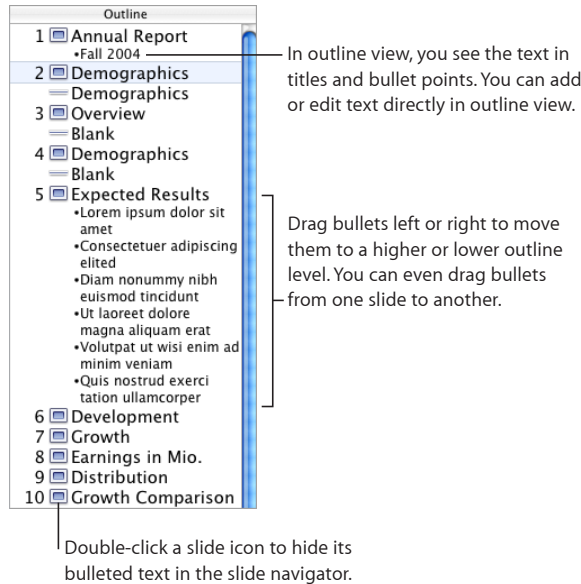 Outline
1 Annual Report
•Fall 2004
2 Demographics
Demographics
3 Overview
Blank
4 Demographics
Blank
5 Expected Results
•Lorem ipsum dolor sit
amet
•Consectetuer adipiscing
elited
•Diam nonummy nibh
euismod tincidunt
•Ut laoreet dolore
magna aliquam erat
•Volutpat ut wisi enim ad
minim veniam
•Quis nostrud exerci
tation ullamcorper
6 Development
7 Growth
8 Earnings in Mio.
9 Distribution
10 Growth Comparison
In outline view, you see the text in
titles and bullet points. You can add
or edit text directly in outline view.
Drag bullets left or right to move
them to a higher or lower outline
level. You can even drag bullets
from one slide to another.
Double-click a slide icon to hide its
bulleted text in the slide navigator.